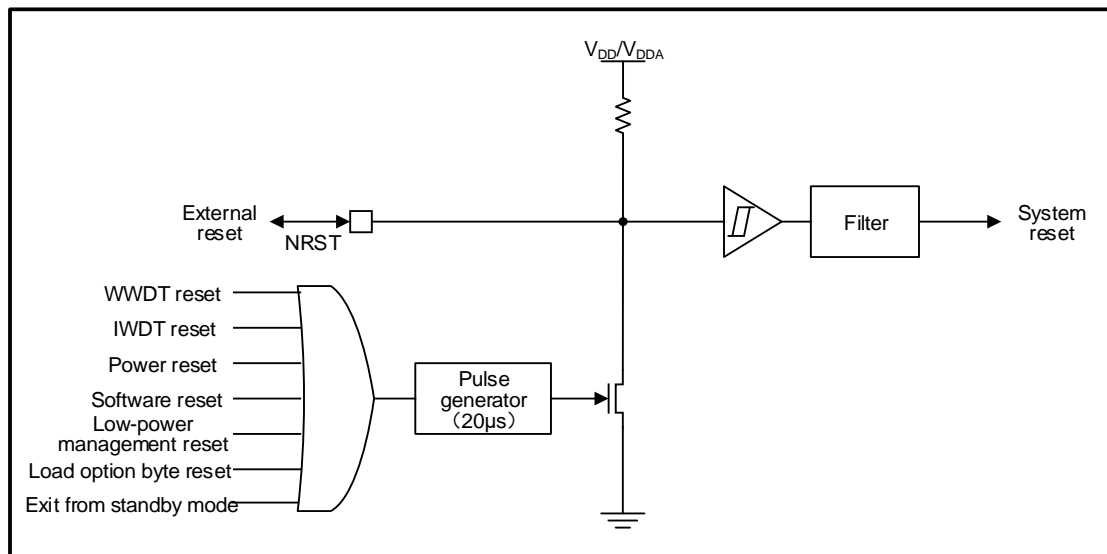 VDD/VDDA
External
reset
NRST
Filter
System
reset
WWDT reset
IWDT reset
Power reset
Software reset
Low-power
management reset
Load option byte reset
Exit from standby mode
Pulse
generator
（20μs）